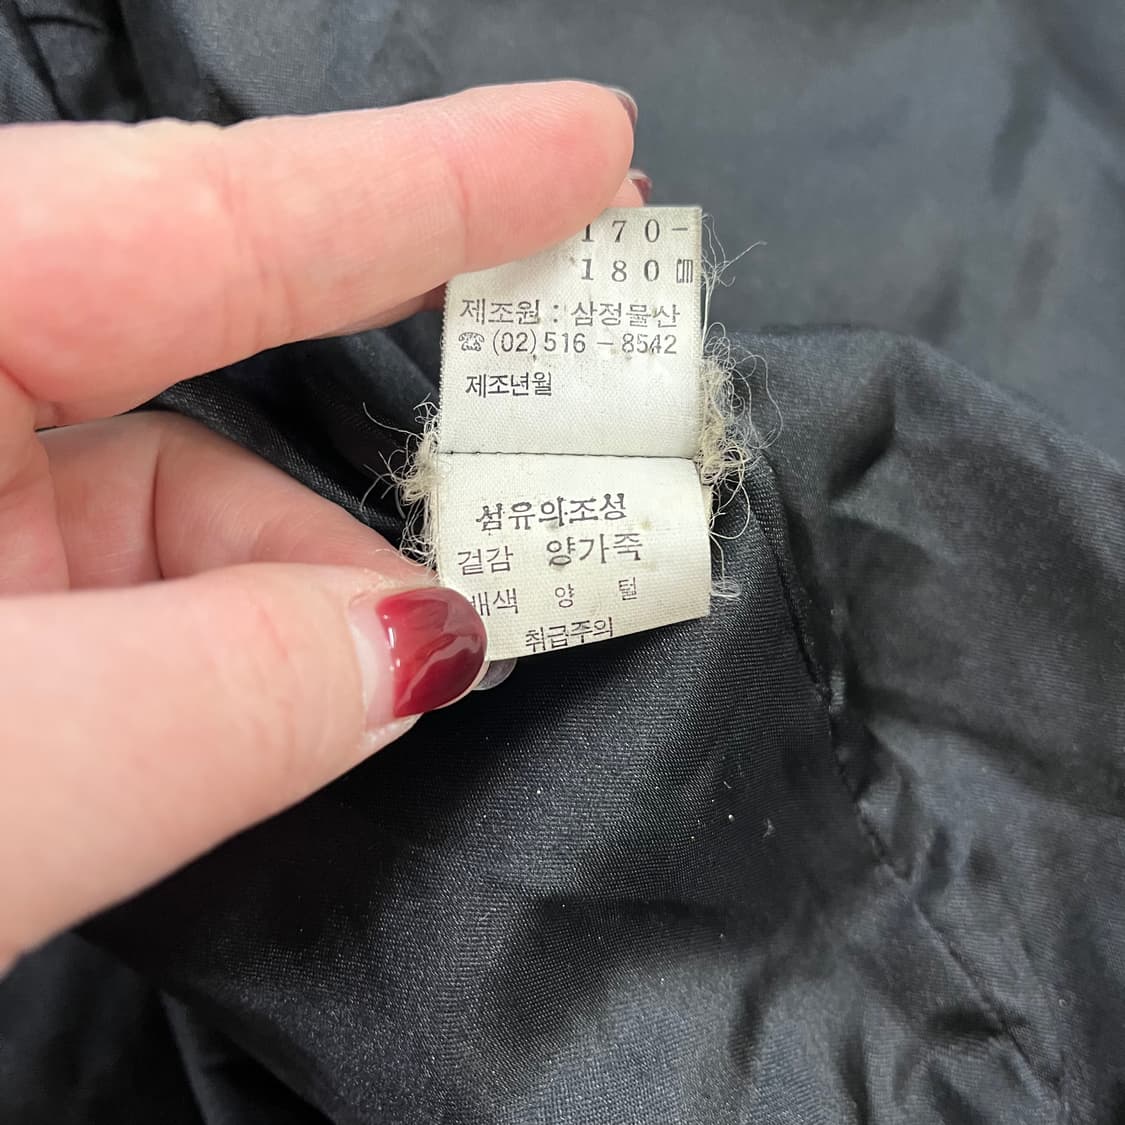 170-
180
제조원 : 삼정물산
☎ (02) 516 - 8542
제조년월
섬유의조성
겉감 양가죽
배색 양 털
취급주의